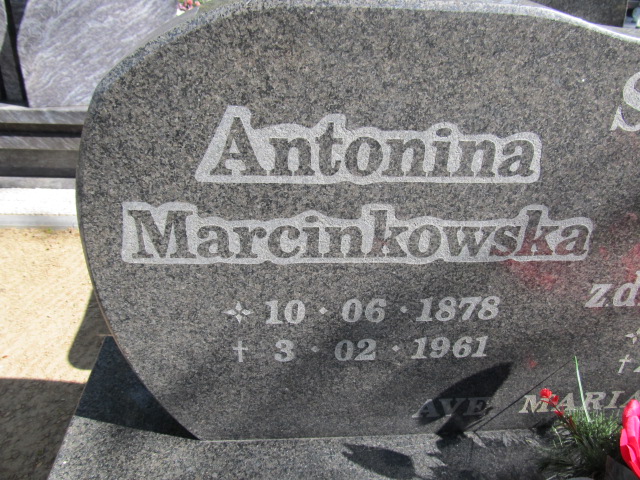 Antonina
Marcinkowska
10 · 06 · 1878
† 3 · 02 · 1961
AVE MARIA